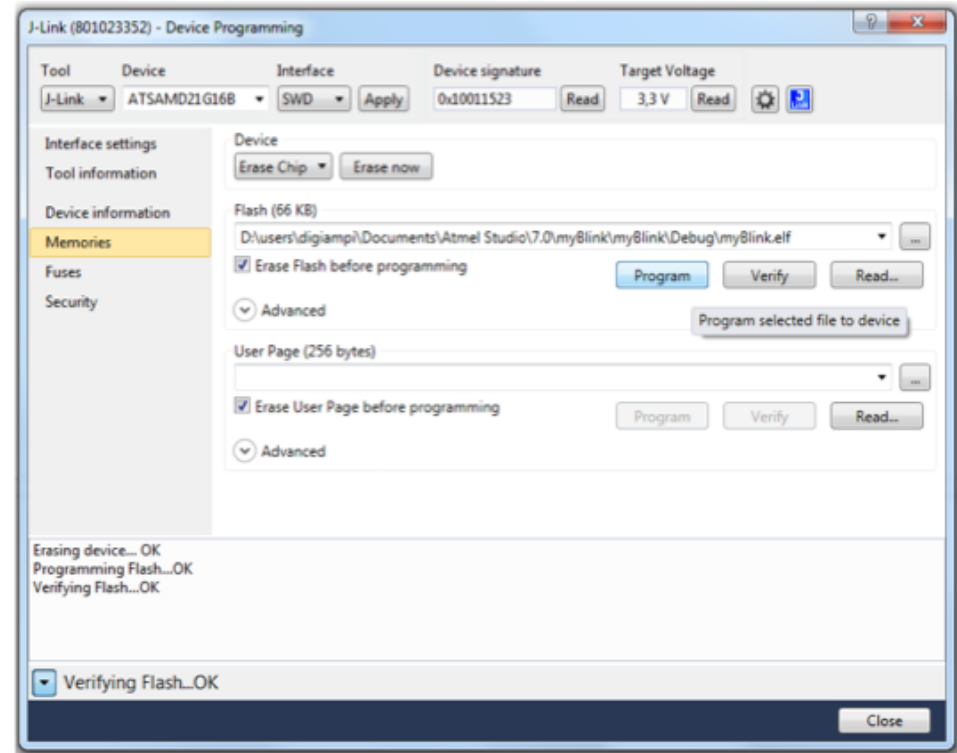 J-Link (801023352) - Device Programming
Tool Device Interface Device signature Target Voltage
J-Link ATSAMD21G16B SWD Apply 0x10011523 Read 3,3 V Read
Interface settings
Tool information
Device information
Memories
Fuses
Security
Device
Erase Chip Erase now
Flash (66 KB)
D:\users\digiampi\Documents\Atmel Studio\7.0\myBlink\myBlink\Debug\myBlink.elf ...
Erase Flash before programming
Program Verify Read...
Advanced
Program selected file to device
User Page (256 bytes)
...
Erase User Page before programming
Program Verify Read...
Advanced
Erasing device... OK
Programming Flash...OK
Verifying Flash...OK
Verifying Flash...OK
Close